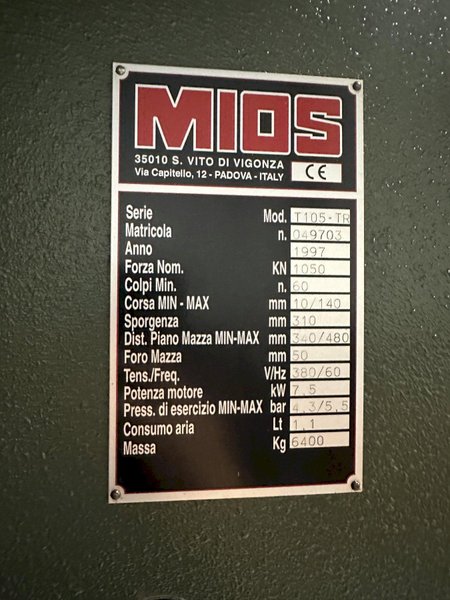 MIOS
35010 S. VITO DI VIGONZA
Via Capitello, 12 - PADOVA - ITALY
CE
Serie Mod. T105-TR
Matricola n. 049703
Anno 1997
Forza Nom. KN 1050
Colpi Min. n. 60
Corsa MIN - MAX mm 10/140
Sporgenza mm 310
Dist. Piano Mazza MIN-MAX mm 340/480
Foro Mazza mm 50
Tens./Freq. V/Hz 380/60
Potenza motore kW 7,5
Press. di esercizio MIN-MAX bar 4,3/5,5
Consumo aria Lt 1,1
Massa Kg 6400